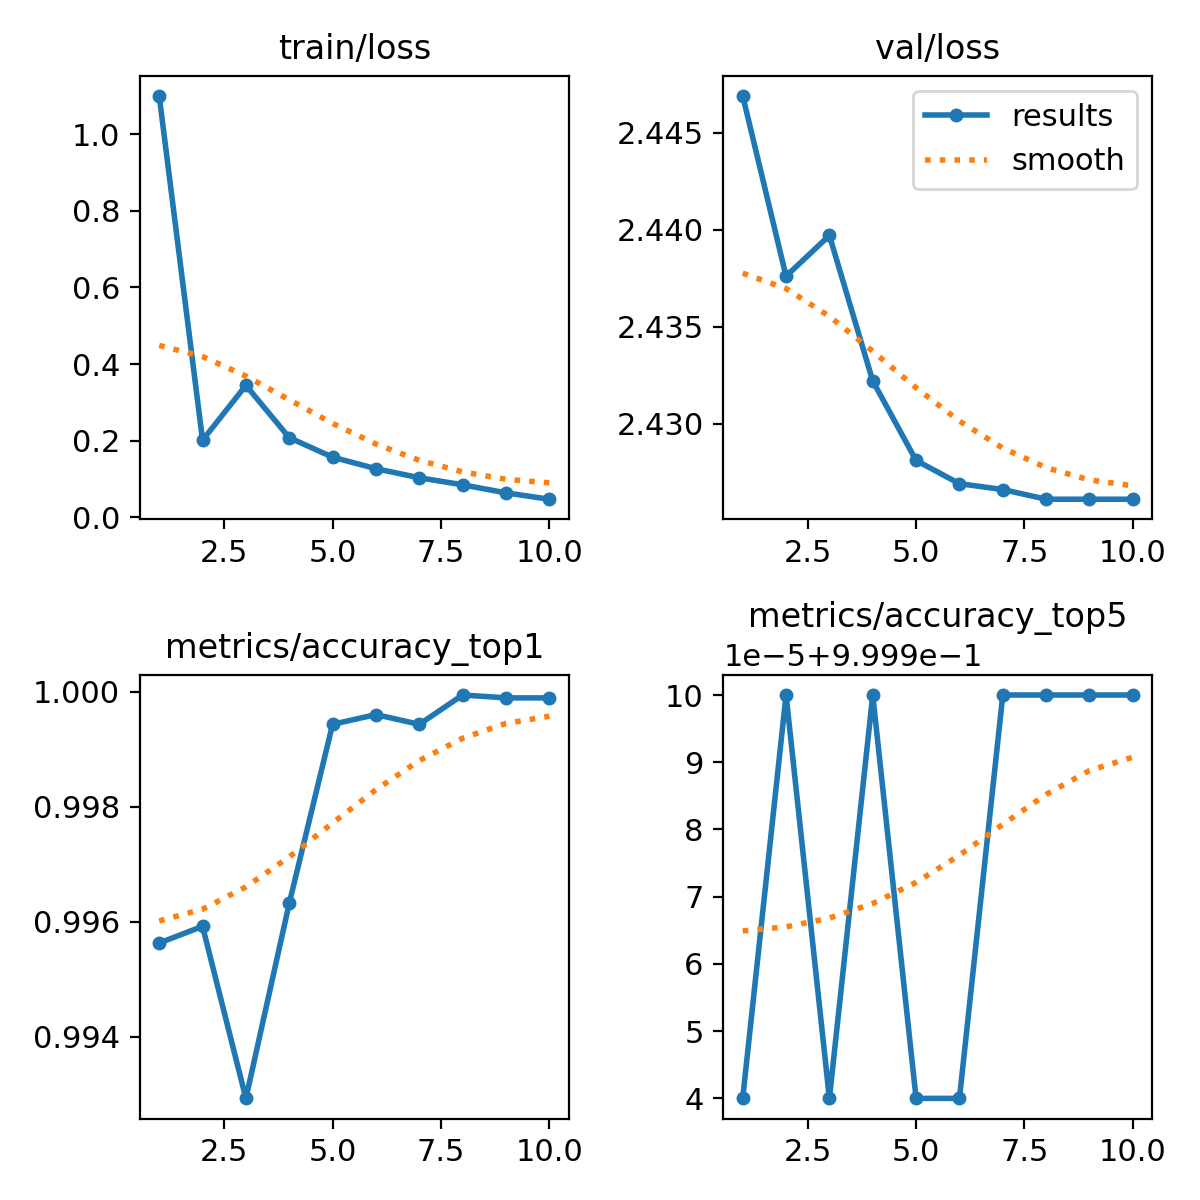 train/loss
1.0
0.8
0.6
0.4
0.2
0.0
2.5 5.0 7.5 10.0
val/loss
results
smooth
2.445
2.440
2.435
2.430
2.5 5.0 7.5 10.0
metrics/accuracy_top1
1.000
0.998
0.996
0.994
2.5 5.0 7.5 10.0
metrics/accuracy_top5
1e−5+9.999e−1
10
9
8
7
6
5
4
2.5 5.0 7.5 10.0